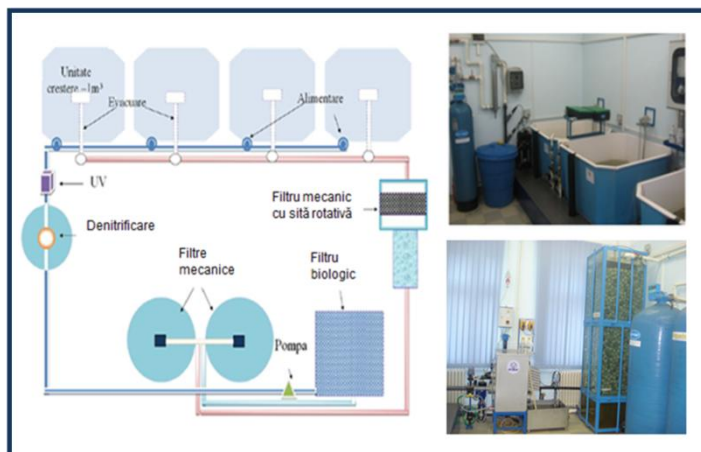 Unitate
crestere ~1m³
Evacuare
Alimentare
UV
Denitrificare
Filtru mecanic
cu sită rotativă
Filtre
mecanice
Filtru
biologic
Pompa